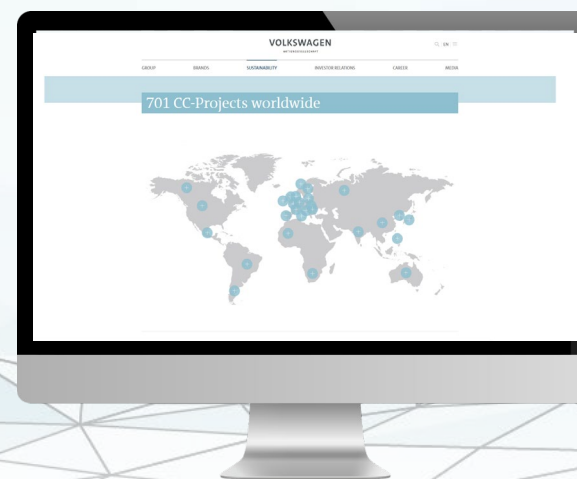 VOLKSWAGEN
AKTIENGESELLSCHAFT
EN
GROUP BRANDS SUSTAINABILITY INVESTOR RELATIONS CAREER MEDIA
701 CC-Projects worldwide